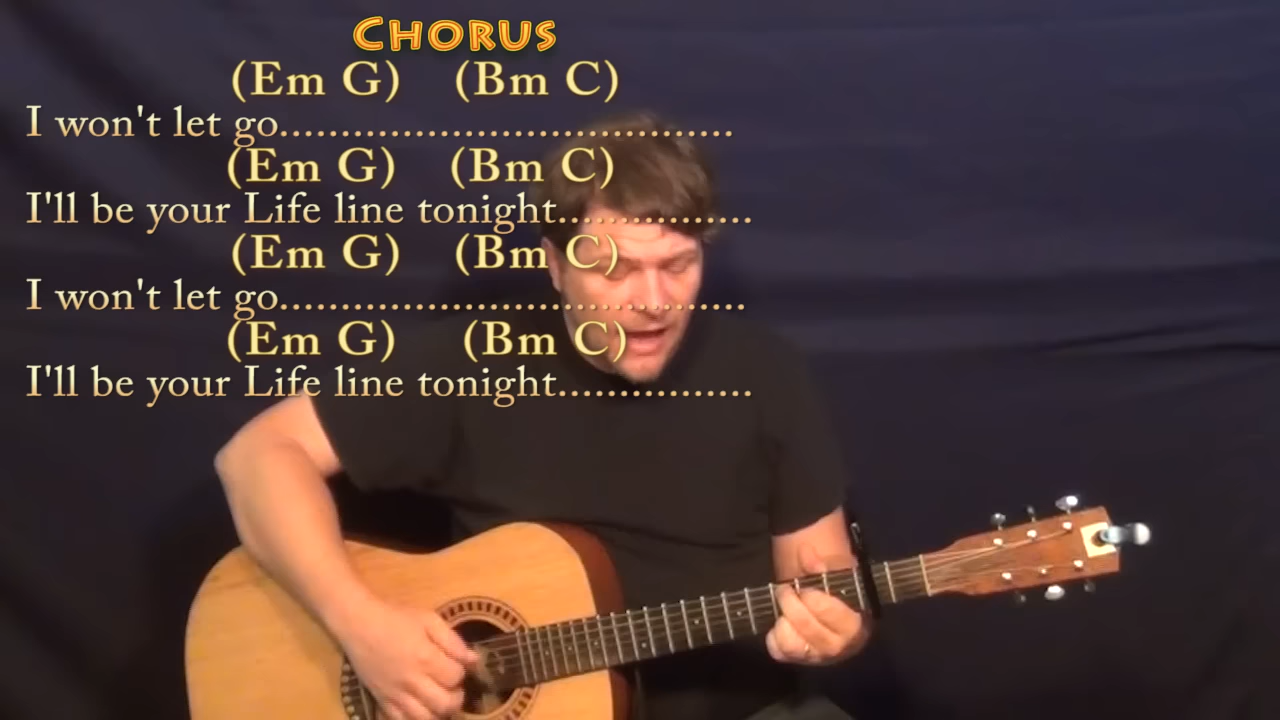 CHORUS
(Em G) (Bm C)
I won't let go.....................................
(Em G) (Bm C)
I'll be your Life line tonight................
(Em G) (Bm C)
I won't let go......................................
(Em G) (Bm C)
I'll be your Life line tonight................